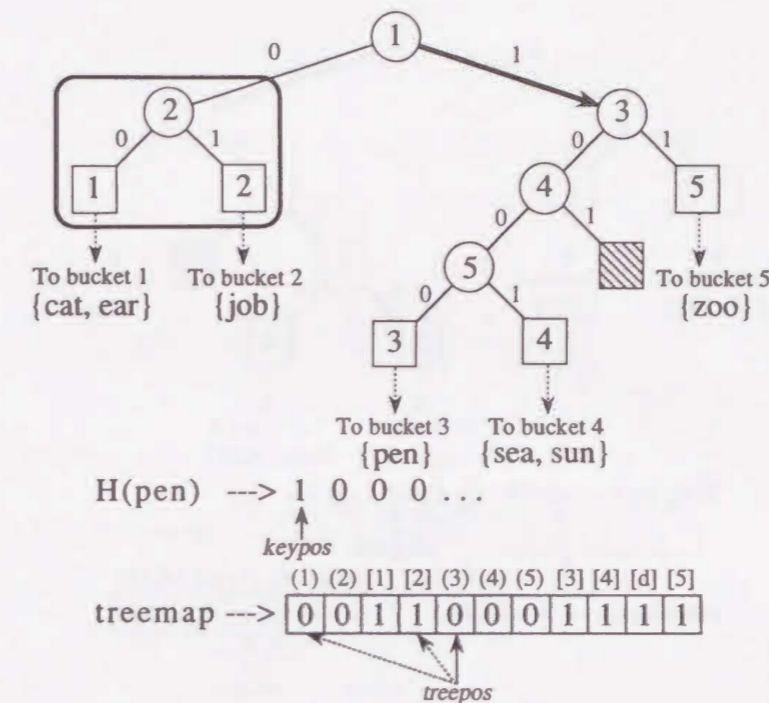 1
0 1
2 3
0 1 0 1
1 2 4 5
0 1
To bucket 1 To bucket 2 5 To bucket 5
{cat, ear} {job} {zoo}
0 1
3 4
To bucket 3 To bucket 4
{pen} {sea, sun}
H(pen) ---> 1 0 0 0 ...
keypos
(1) (2) [1] [2] (3) (4) (5) [3] [4] [d] [5]
treemap ---> 0 0 1 1 0 0 0 1 1 1 1
treepos